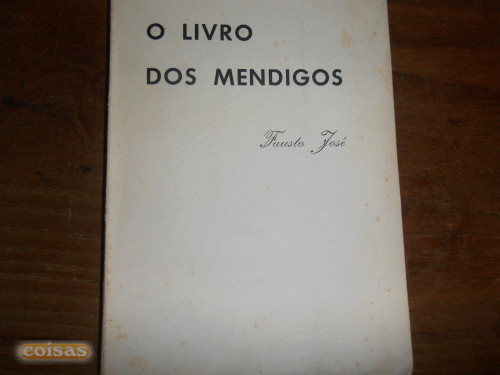 O LIVRO
DOS MENDIGOS
Fausto José
coisas